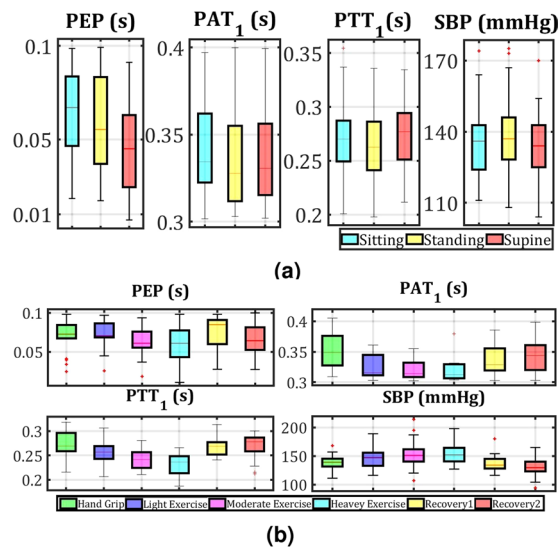 PEP (s) PAT1 (s) PTT1 (s) SBP (mmHg)
0.1 0.4 0.4 170
0.35
0.05 0.35 0.3 140
0.25
0.01 0.3 0.2 110
Sitting Standing Supine
(a)
PEP (s) PAT1 (s)
0.1 0.4
0.05 0.35
0.3
PTT1 (s) SBP (mmHg)
0.3 200
150
0.2 100
Hand Grip Light Exercise Moderate Exercise Heavey Exercise Recovery1 Recovery2
(b)